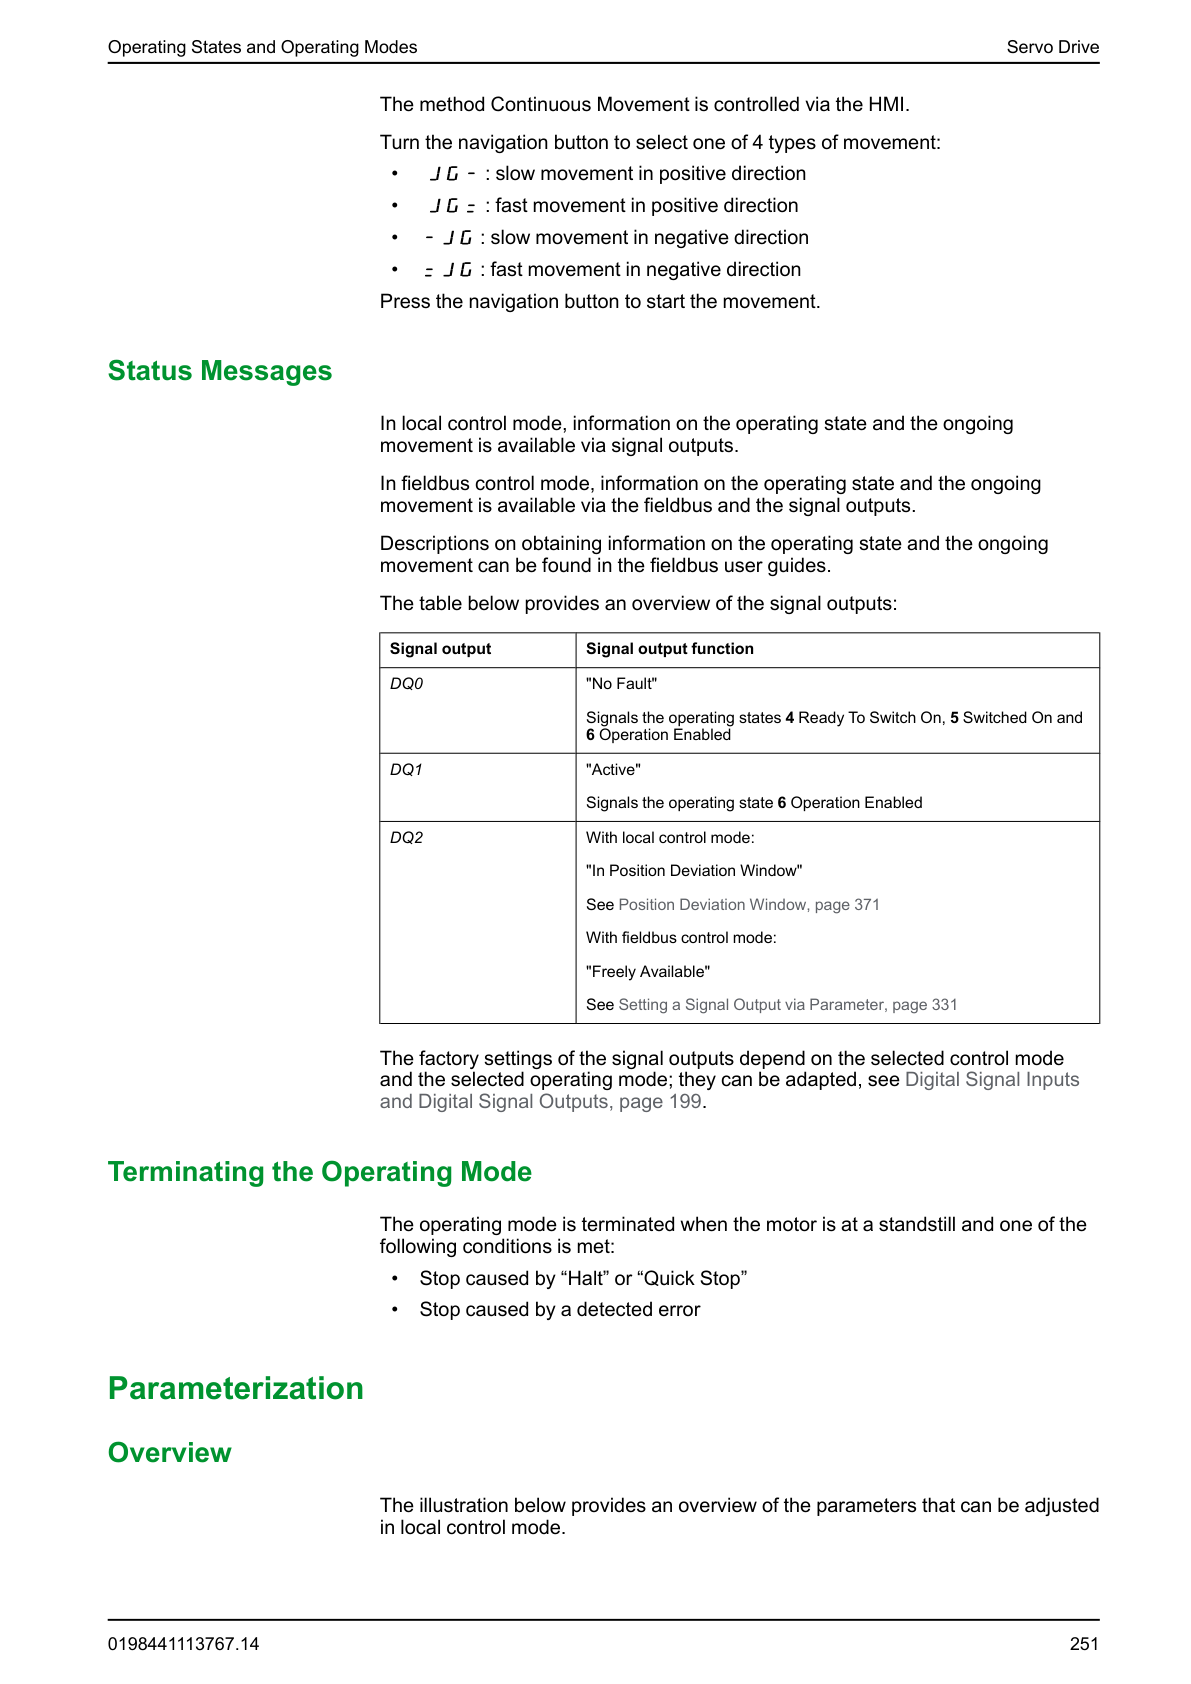 Operating States and Operating Modes Servo Drive
The method Continuous Movement is controlled via the HMI.
Turn the navigation button to select one of 4 types of movement:
• JG- : slow movement in positive direction
• JG= : fast movement in positive direction
• -JG : slow movement in negative direction
• =JG : fast movement in negative direction
Press the navigation button to start the movement.
Status Messages
In local control mode, information on the operating state and the ongoing
movement is available via signal outputs.
In fieldbus control mode, information on the operating state and the ongoing
movement is available via the fieldbus and the signal outputs.
Descriptions on obtaining information on the operating state and the ongoing
movement can be found in the fieldbus user guides.
The table below provides an overview of the signal outputs:
Signal output Signal output function
DQ0 "No Fault"
Signals the operating states 4 Ready To Switch On, 5 Switched On and
6 Operation Enabled
DQ1 "Active"
Signals the operating state 6 Operation Enabled
DQ2 With local control mode:
"In Position Deviation Window"
See Position Deviation Window, page 371
With fieldbus control mode:
"Freely Available"
See Setting a Signal Output via Parameter, page 331
The factory settings of the signal outputs depend on the selected control mode
and the selected operating mode; they can be adapted, see Digital Signal Inputs
and Digital Signal Outputs, page 199.
Terminating the Operating Mode
The operating mode is terminated when the motor is at a standstill and one of the
following conditions is met:
• Stop caused by “Halt” or “Quick Stop”
• Stop caused by a detected error
Parameterization
Overview
The illustration below provides an overview of the parameters that can be adjusted
in local control mode.
0198441113767.14 251